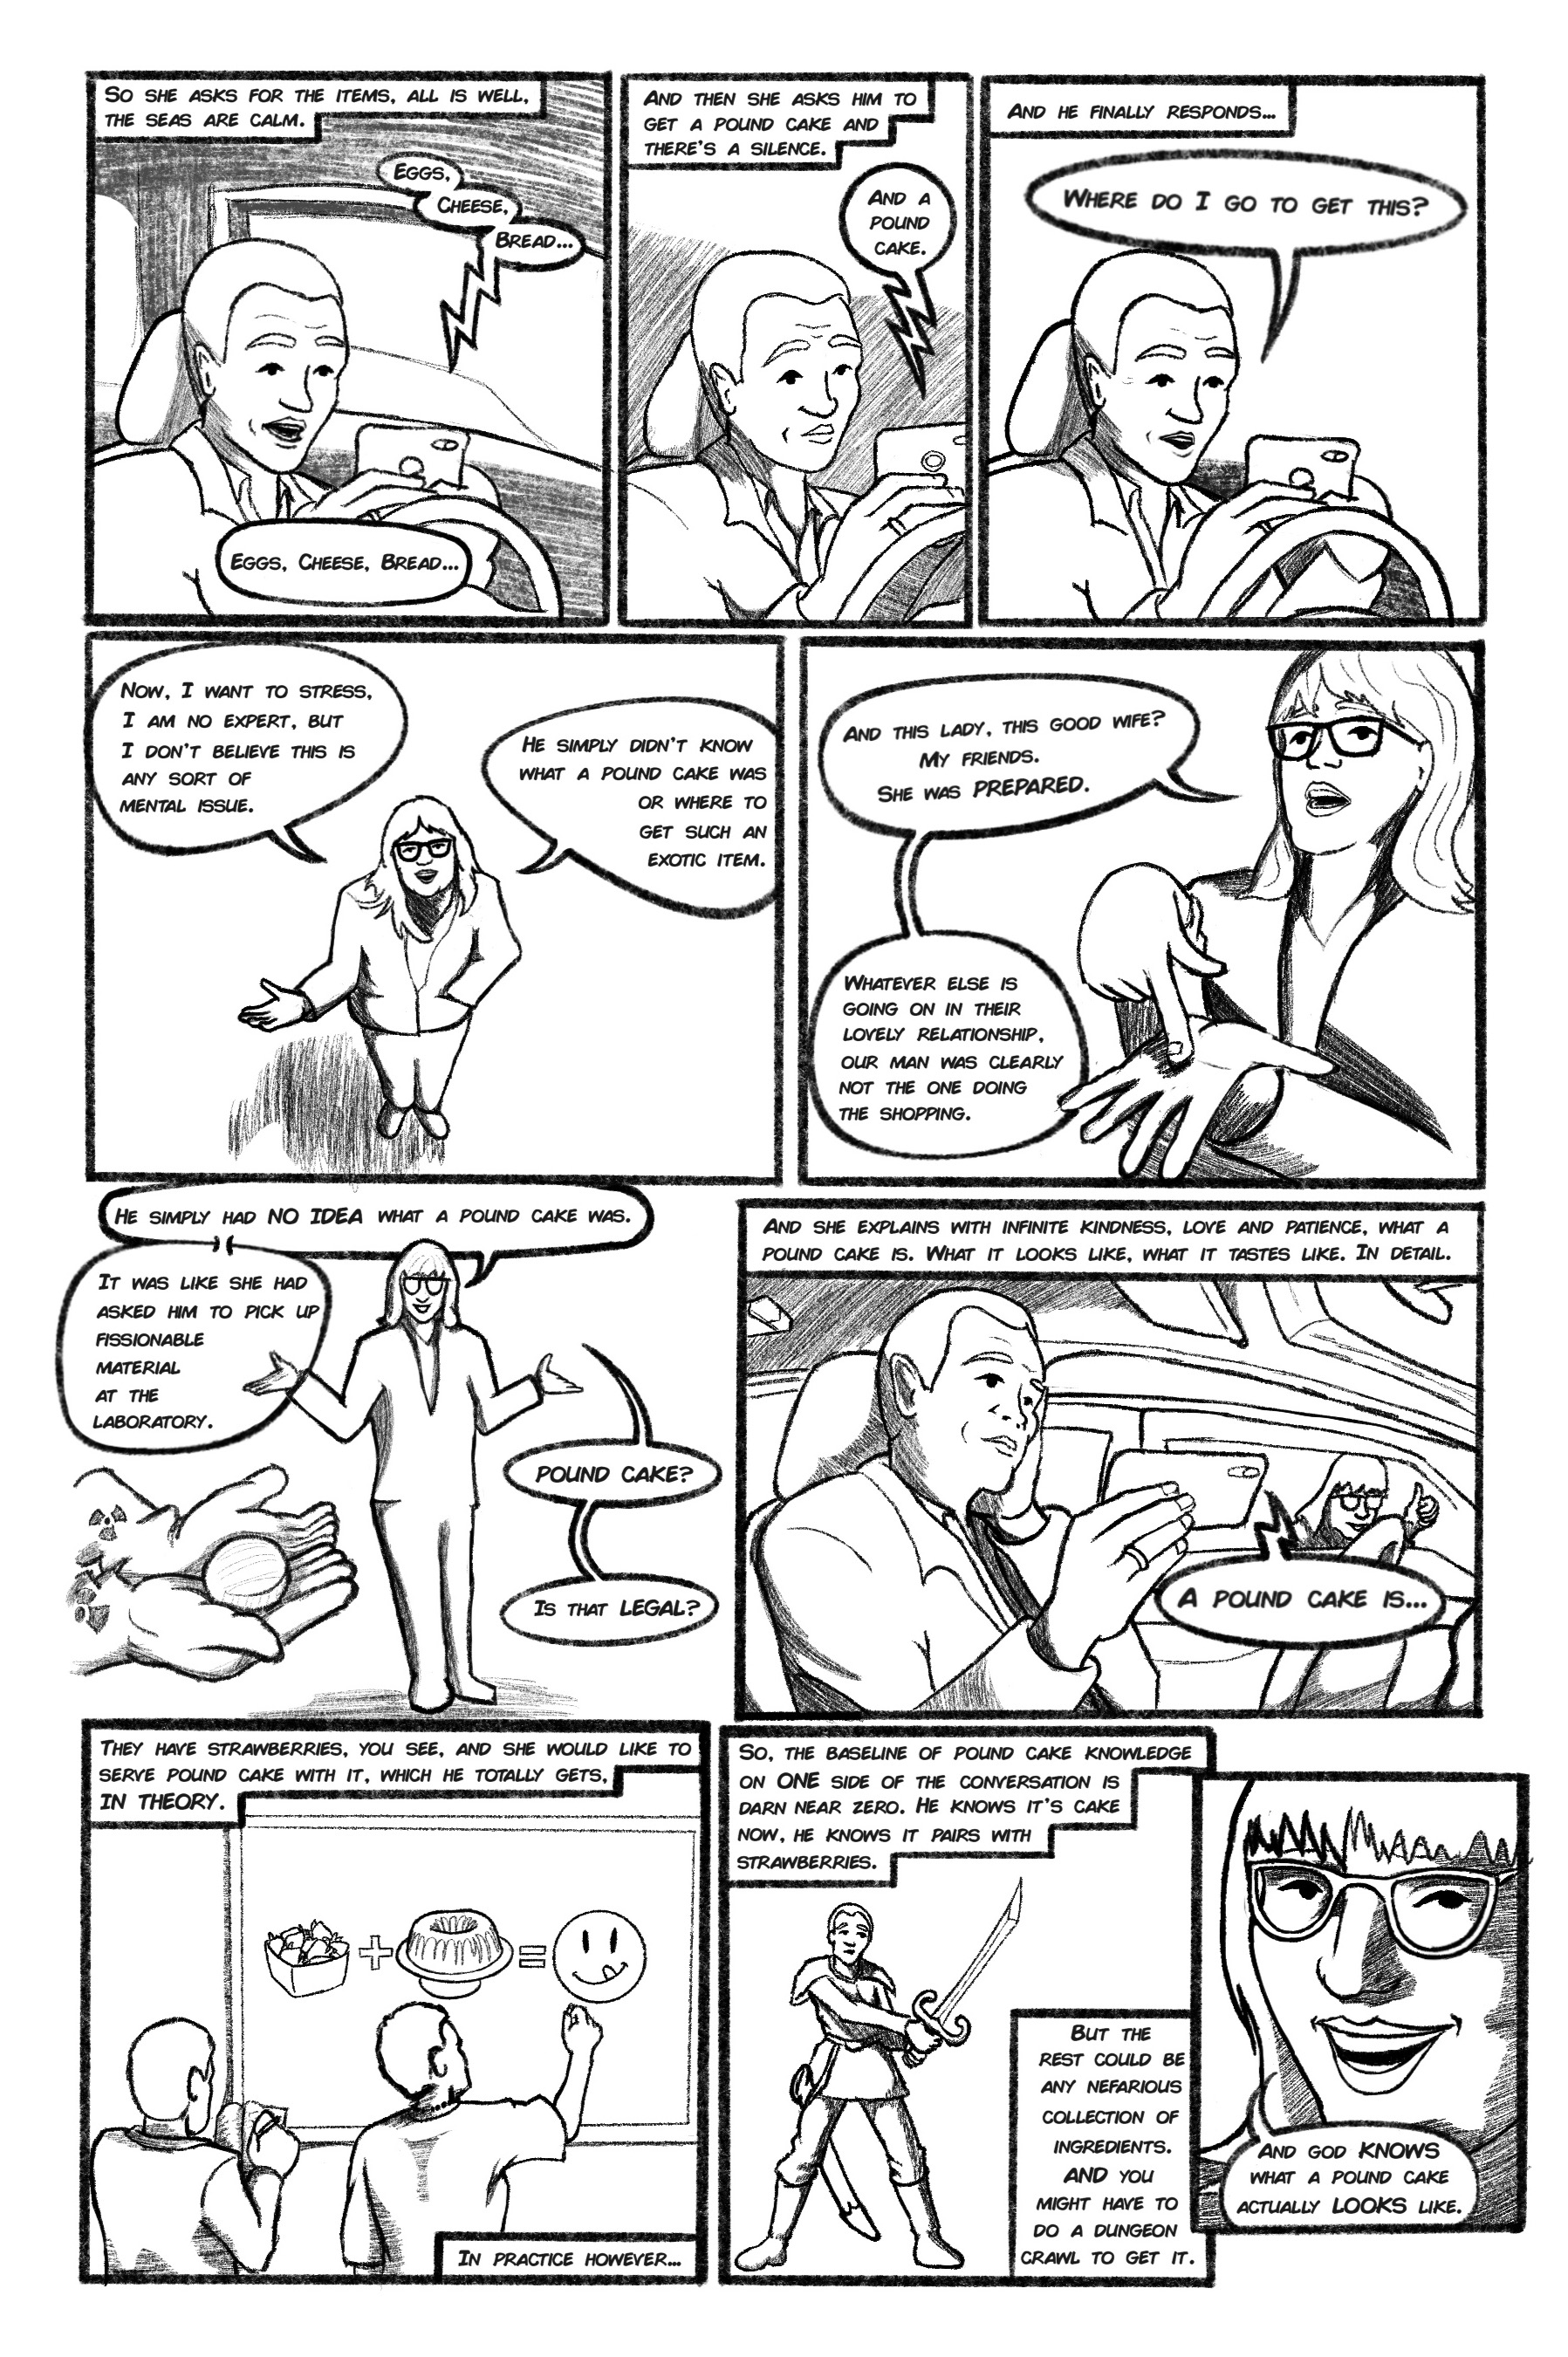 So she asks for the items, all is well,
the seas are calm.
Eggs,
Cheese,
Bread...
Eggs, Cheese, Bread...
And then she asks him to
get a pound cake and
there's a silence.
And a
pound
cake.
And he finally responds...
Where do I go to get this?
Now, I want to stress,
I am no expert, but
I don't believe this is
any sort of
mental issue.
He simply didn't know
what a pound cake was
or where to
get such an
exotic item.
And this lady, this good wife?
My friends.
She was PREPARED.
Whatever else is
going on in their
lovely relationship,
our man was clearly
not the one doing
the shopping.
He simply had NO IDEA what a pound cake was.
It was like she had
asked him to pick up
fissionable
material
at the
laboratory.
POUND CAKE?
Is that LEGAL?
And she explains with infinite kindness, love and patience, what a
pound cake is. What it looks like, what it tastes like. In detail.
A pound cake is...
They have strawberries, you see, and she would like to
serve pound cake with it, which he totally gets,
IN THEORY.
+ =
In practice however...
So, the baseline of pound cake knowledge
on ONE side of the conversation is
darn near zero. He knows it's cake
now, he knows it pairs with
strawberries.
But the
rest could be
any nefarious
collection of
ingredients.
AND you
might have to
do a dungeon
crawl to get it.
And god KNOWS
what a pound cake
actually LOOKS like.